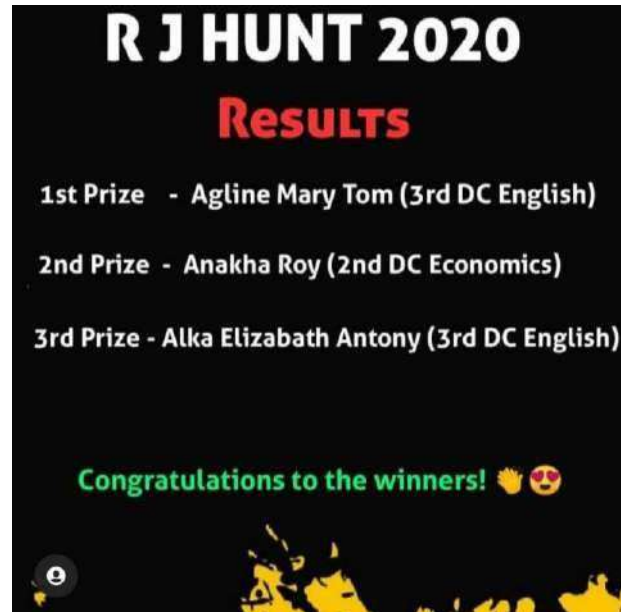 R J HUNT 2020
Results
1st Prize - Agline Mary Tom (3rd DC English)
2nd Prize - Anakha Roy (2nd DC Economics)
3rd Prize - Alka Elizabath Antony (3rd DC English)
Congratulations to the winners! 👏😍